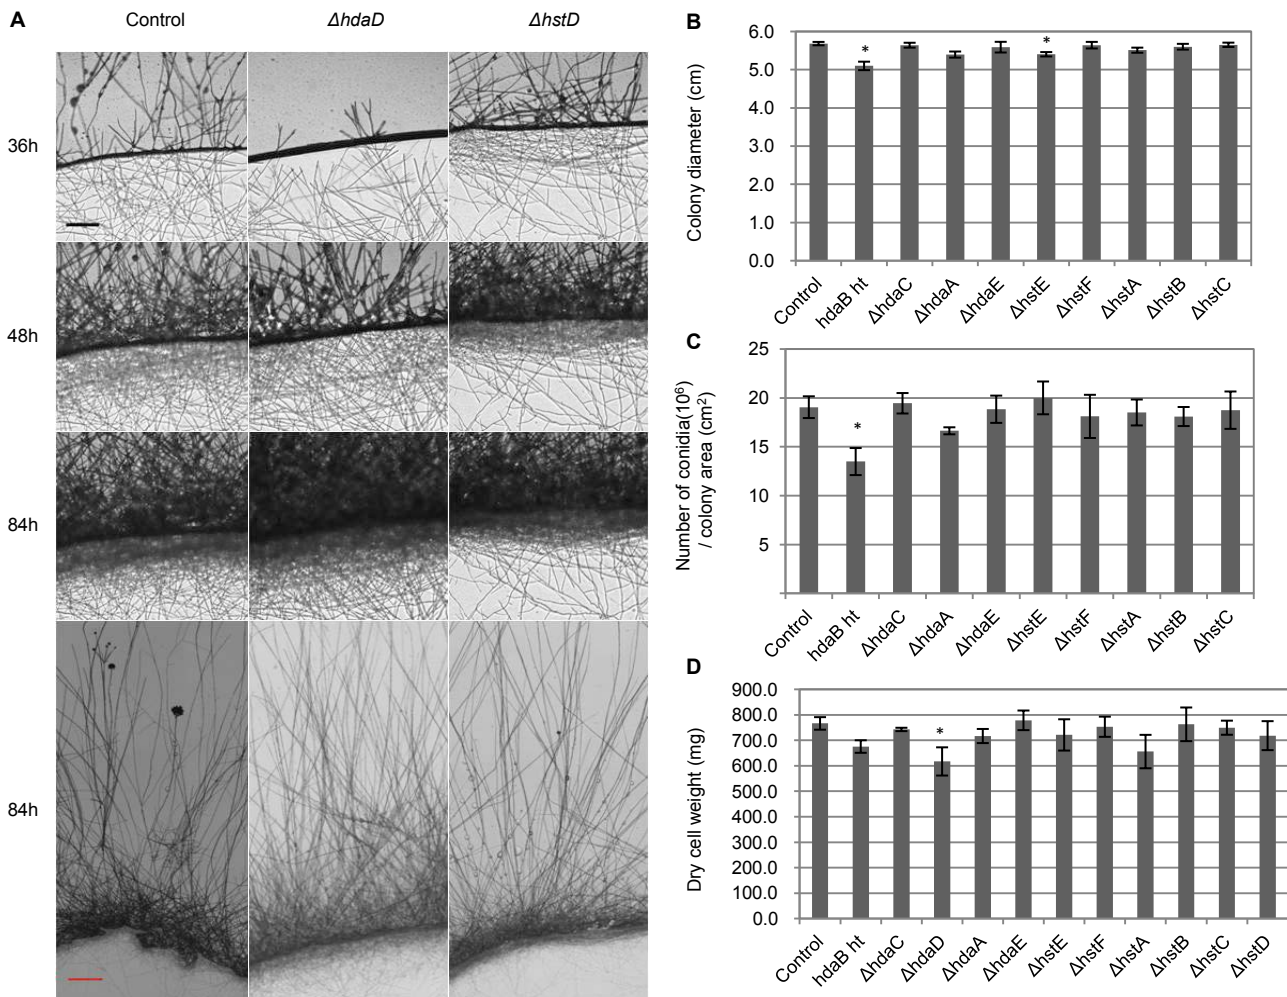 A
Control
ΔhdaD
ΔhstD
36h
48h
84h
84h
B
Colony diameter (cm)
6.0
5.0
4.0
3.0
2.0
1.0
0.0
*
*
Control
hdaB ht
ΔhdaC
ΔhdaA
ΔhdaE
ΔhstE
ΔhstF
ΔhstA
ΔhstB
ΔhstC
C
Number of conidia(10⁶)
/ colony area (cm²)
25
20
15
10
5
*
Control
hdaB ht
ΔhdaC
ΔhdaA
ΔhdaE
ΔhstE
ΔhstF
ΔhstA
ΔhstB
ΔhstC
D
Dry cell weight (mg)
900.0
800.0
700.0
600.0
500.0
400.0
300.0
200.0
100.0
0.0
*
Control
hdaB ht
ΔhdaC
ΔhdaD
ΔhdaA
ΔhdaE
ΔhstE
ΔhstF
ΔhstA
ΔhstB
ΔhstC
ΔhstD